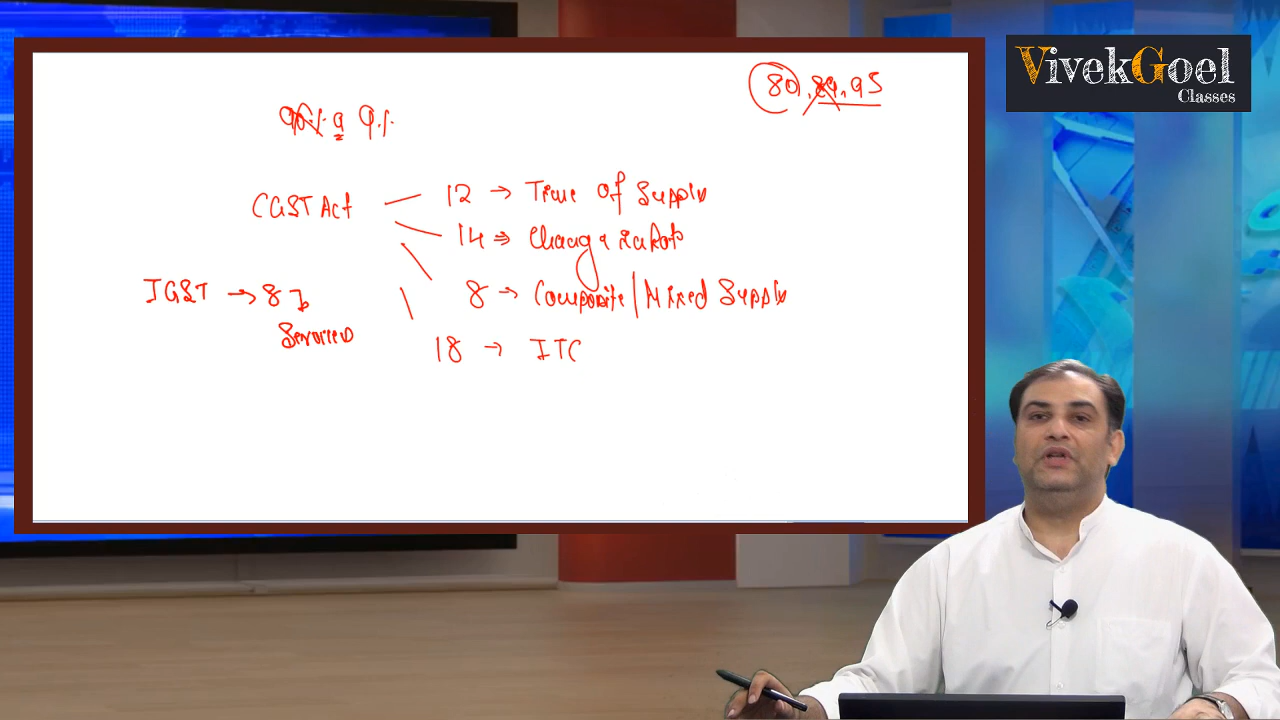 VivekGoel
Classes
80, 89, 95
90% a 9%
CGST Act
12 → Time of Supply
14 ⇒ Change in Rate
IGST → 8
Services
8 → Composite/Mixed Supply
18 → ITC